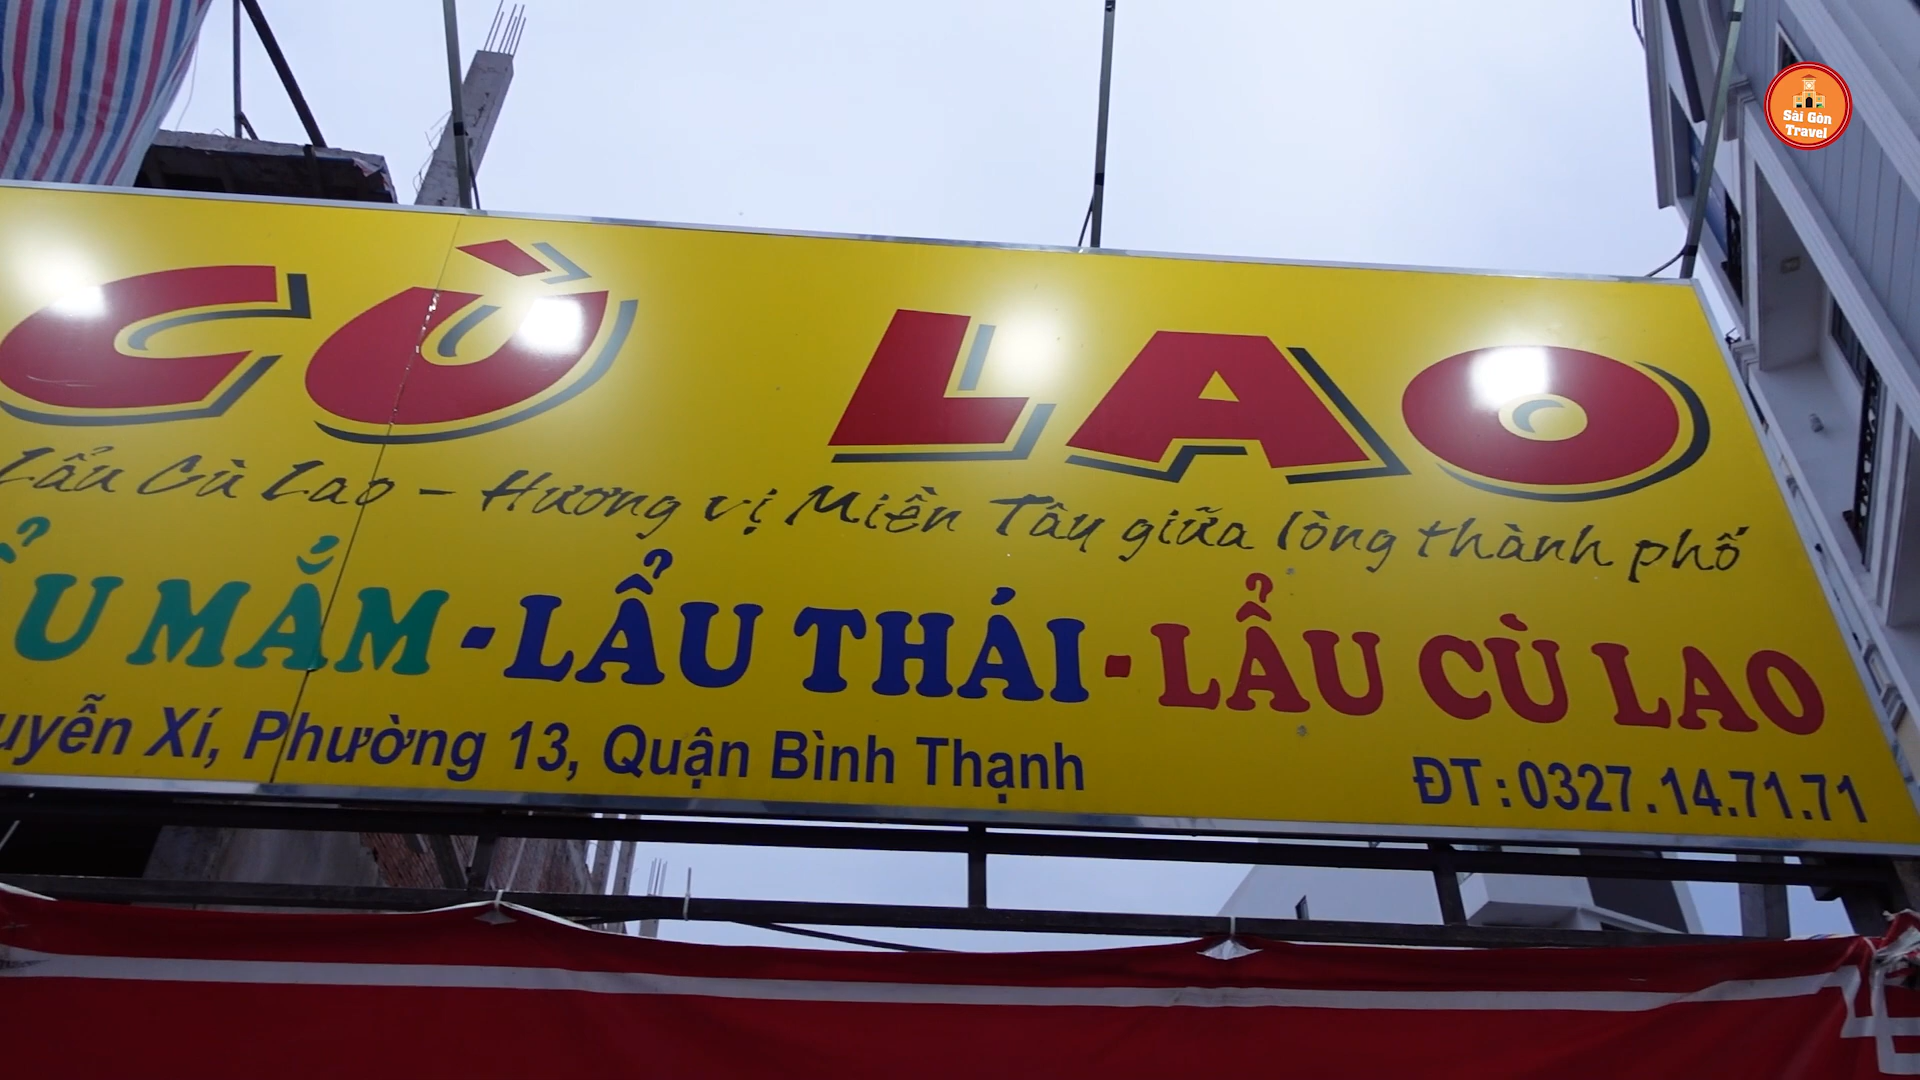 Sài Gòn
Travel
CÙ LAO
Lẩu Cù Lao - Hương vị Miền Tây giữa lòng thành phố
MẮM - LẨU THÁI - LẨU CÙ LAO
Xí, Phường 13, Quận Bình Thạnh
ĐT : 0327.14.71.71